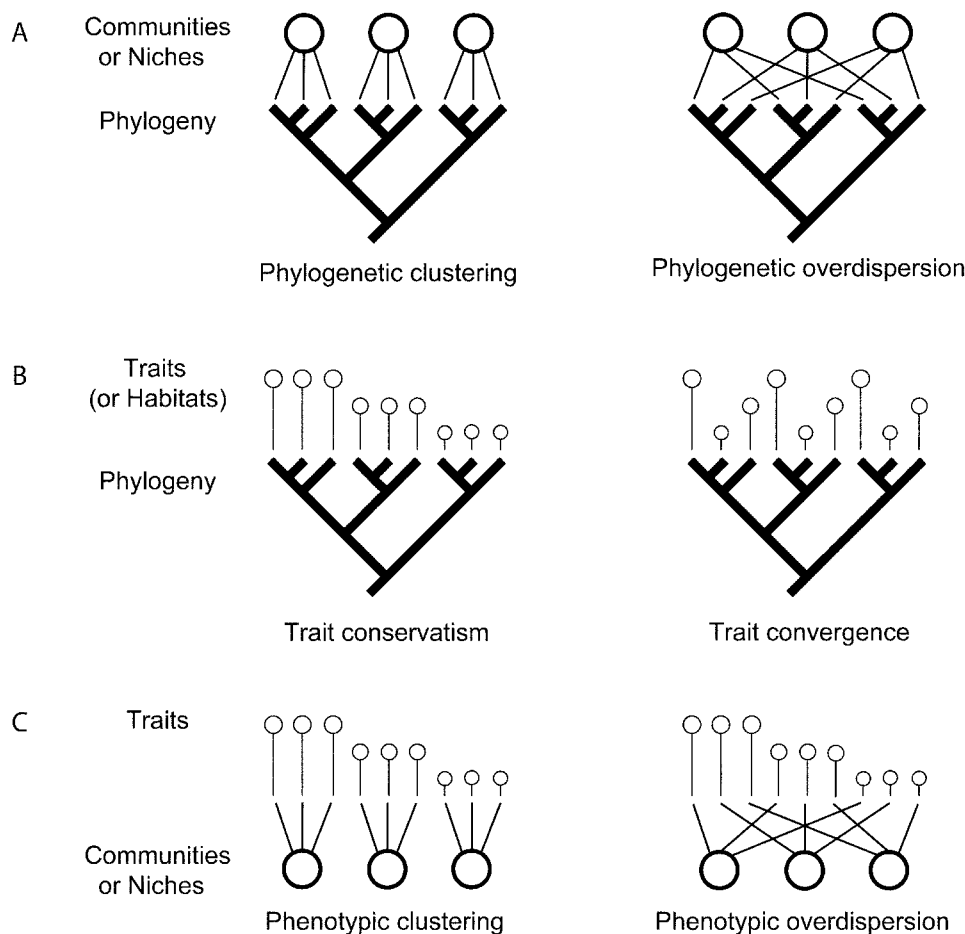 A
Communities
or Niches
Phylogeny
Phylogenetic clustering
Phylogenetic overdispersion
B
Traits
(or Habitats)
Phylogeny
Trait conservatism
Trait convergence
C
Traits
Communities
or Niches
Phenotypic clustering
Phenotypic overdispersion